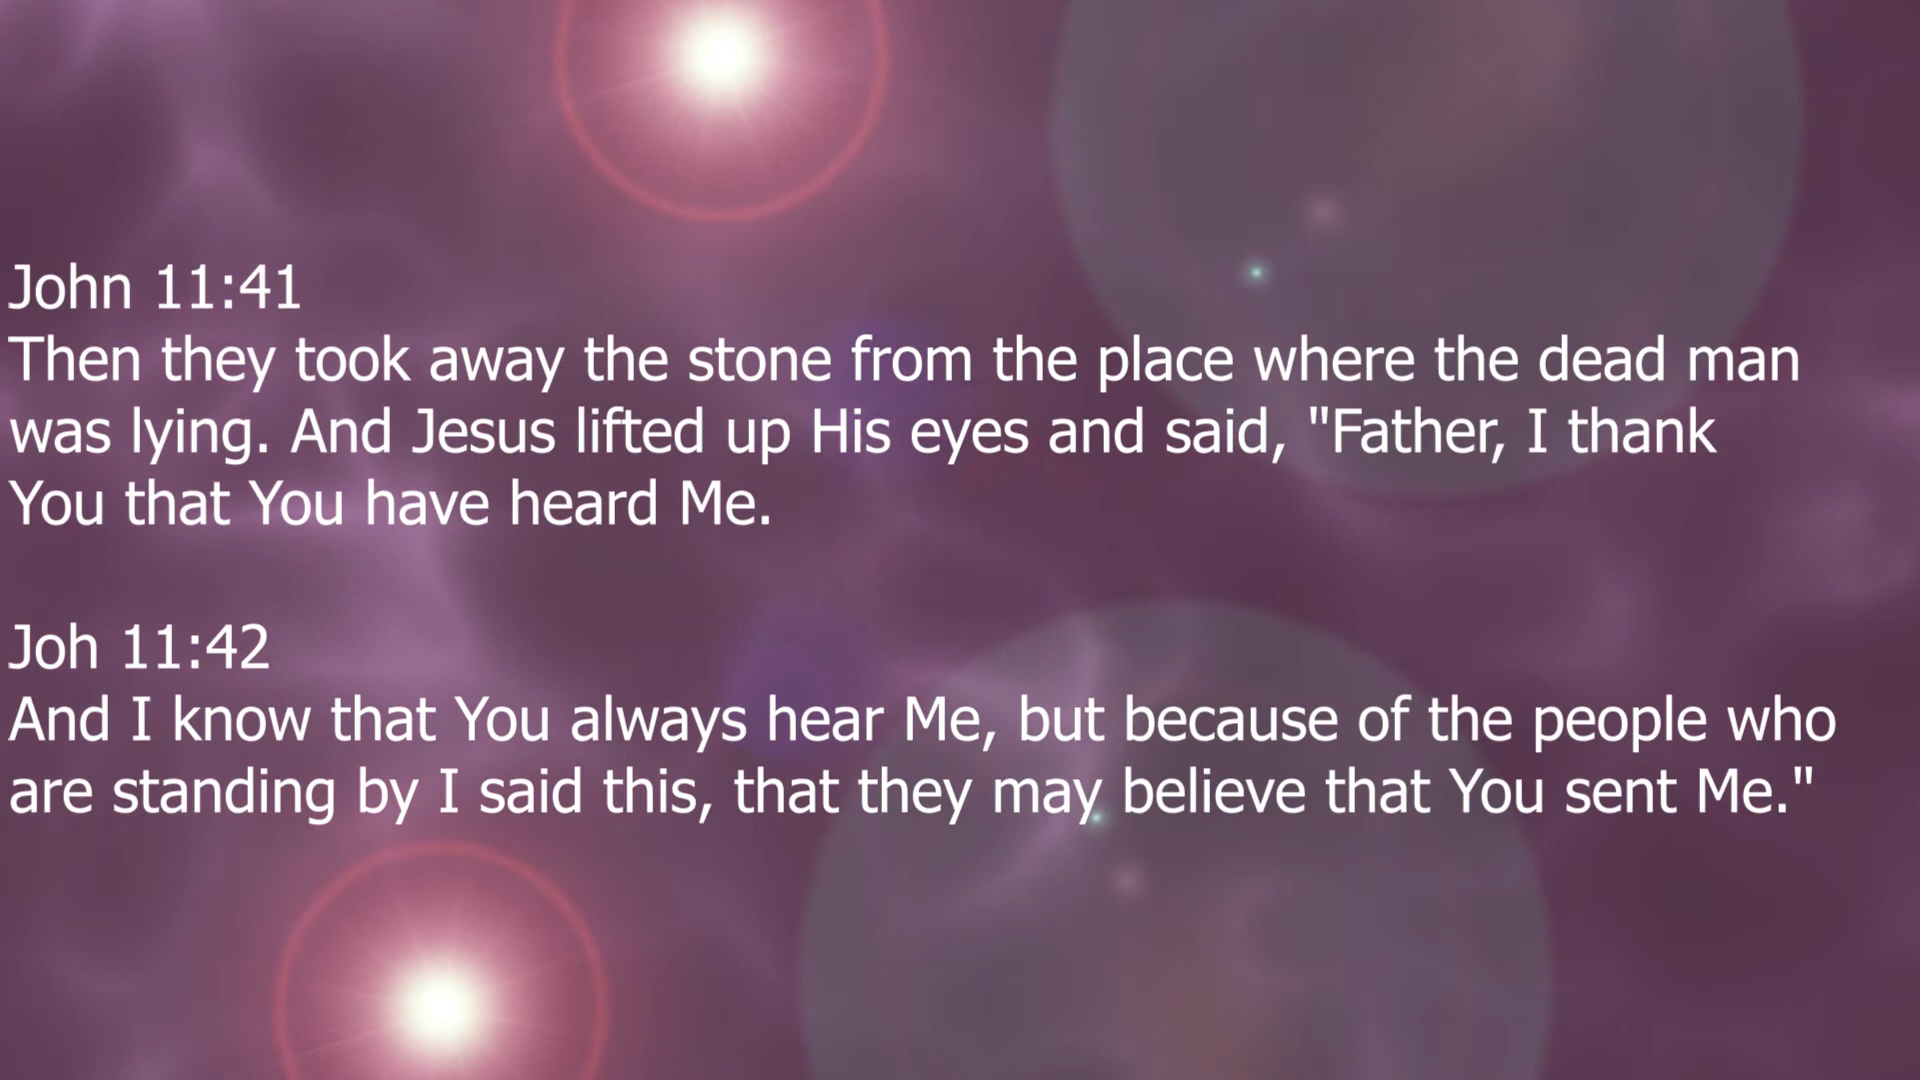 John 11:41
Then they took away the stone from the place where the dead man
was lying. And Jesus lifted up His eyes and said, "Father, I thank
You that You have heard Me.
Joh 11:42
And I know that You always hear Me, but because of the people who
are standing by I said this, that they may believe that You sent Me."